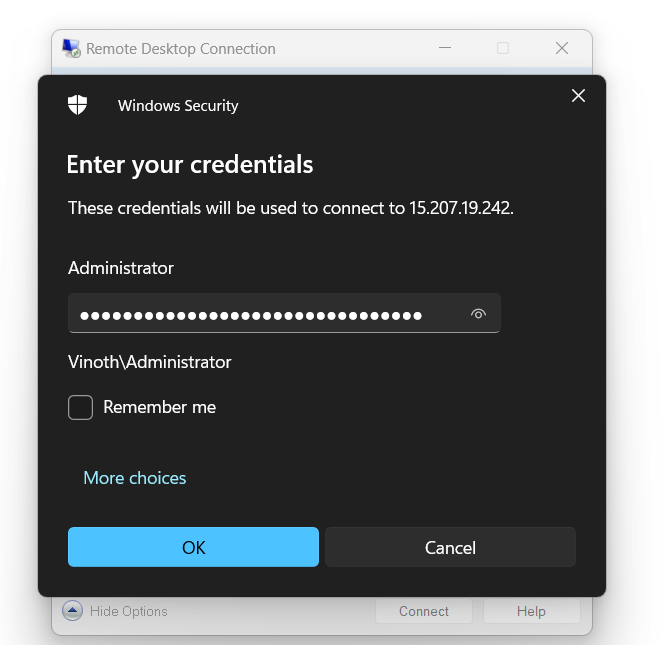 Remote Desktop Connection
Windows Security
Enter your credentials
These credentials will be used to connect to 15.207.19.242.
Administrator
●●●●●●●●●●●●●●●●●●●●●●●●●●●●●●●●
Vinoth\Administrator
Remember me
More choices
OK Cancel
Hide Options Connect Help